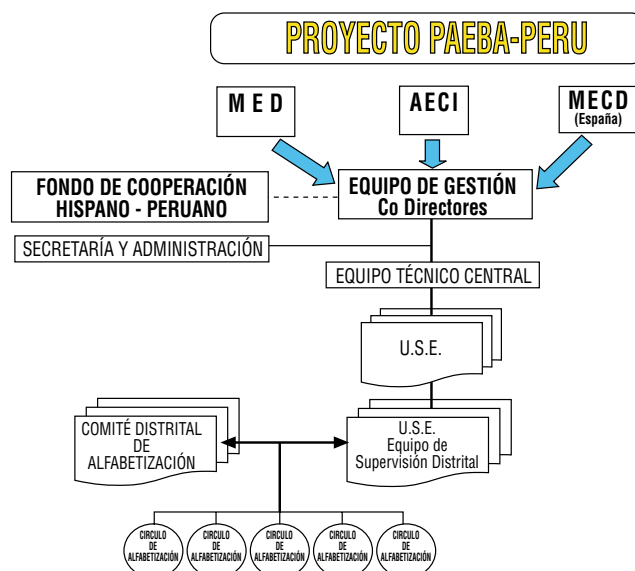 PROYECTO PAEBA-PERU
M E D
AECI
MECD
(España)
FONDO DE COOPERACIÓN
HISPANO - PERUANO
EQUIPO DE GESTIÓN
Co Directores
SECRETARÍA Y ADMINISTRACIÓN
EQUIPO TÉCNICO CENTRAL
U.S.E.
COMITÉ DISTRITAL
DE
ALFABETIZACIÓN
U.S.E.
Equipo de
Supervisión Distrital
CIRCULO
DE
ALFABETIZACIÓN
CIRCULO
DE
ALFABETIZACIÓN
CIRCULO
DE
ALFABETIZACIÓN
CIRCULO
DE
ALFABETIZACIÓN
CIRCULO
DE
ALFABETIZACIÓN